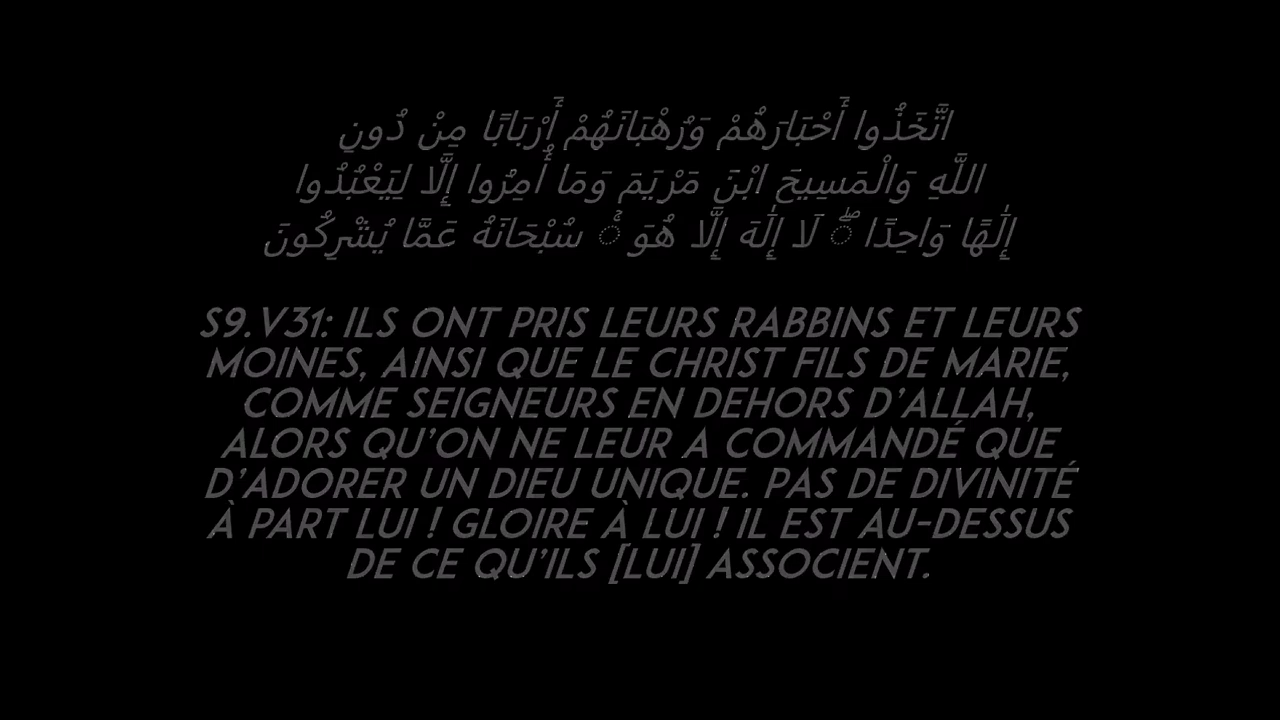 اتَّخَذُوا أَحْبَارَهُمْ وَرُهْبَانَهُمْ أَرْبَابًا مِنْ دُونِ
اللَّهِ وَالْمَسِيحَ ابْنَ مَرْيَمَ وَمَا أُمِرُوا إِلَّا لِيَعْبُدُوا
إِلَٰهًا وَاحِدًا ۖ لَا إِلَٰهَ إِلَّا هُوَ ۚ سُبْحَانَهُ عَمَّا يُشْرِكُونَ
S9.V31: ILS ONT PRIS LEURS RABBINS ET LEURS
MOINES, AINSI QUE LE CHRIST FILS DE MARIE,
COMME SEIGNEURS EN DEHORS D’ALLAH,
ALORS QU’ON NE LEUR A COMMANDÉ QUE
D’ADORER UN DIEU UNIQUE. PAS DE DIVINITÉ
À PART LUI ! GLOIRE À LUI ! IL EST AU-DESSUS
DE CE QU’ILS [LUI] ASSOCIENT.